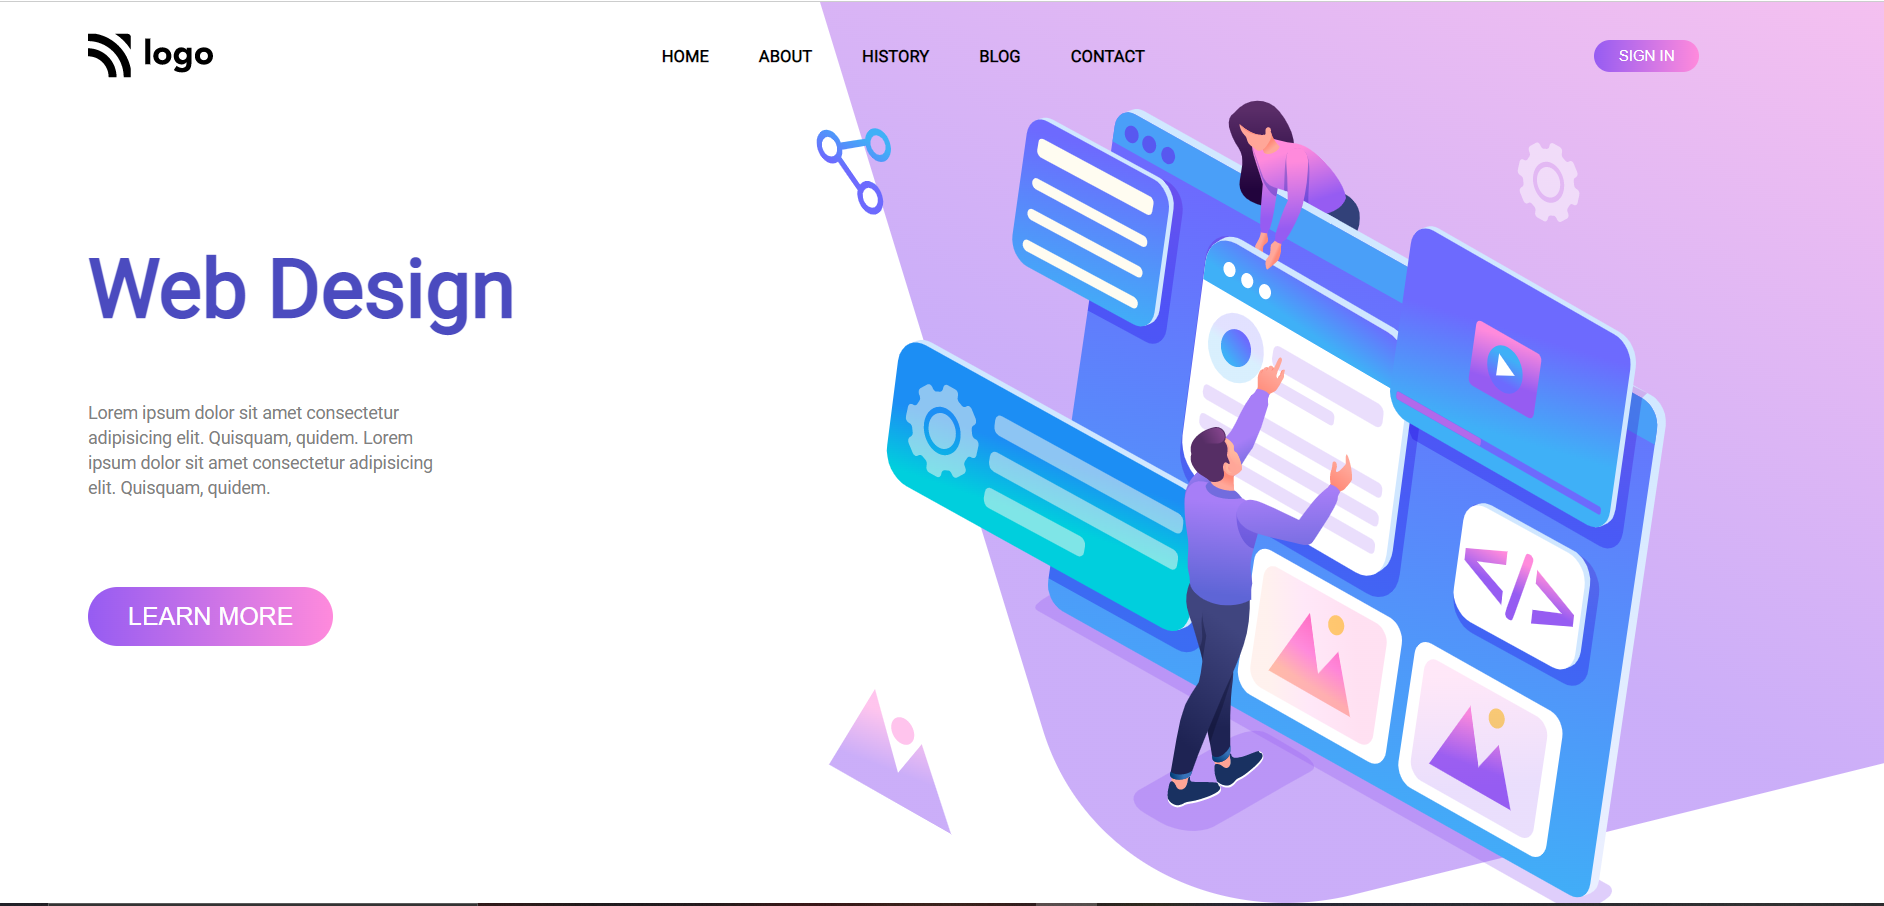 logo
HOME ABOUT HISTORY BLOG CONTACT
SIGN IN
Web Design
Lorem ipsum dolor sit amet consectetur
adipisicing elit. Quisquam, quidem. Lorem
ipsum dolor sit amet consectetur adipisicing
elit. Quisquam, quidem.
LEARN MORE
</>